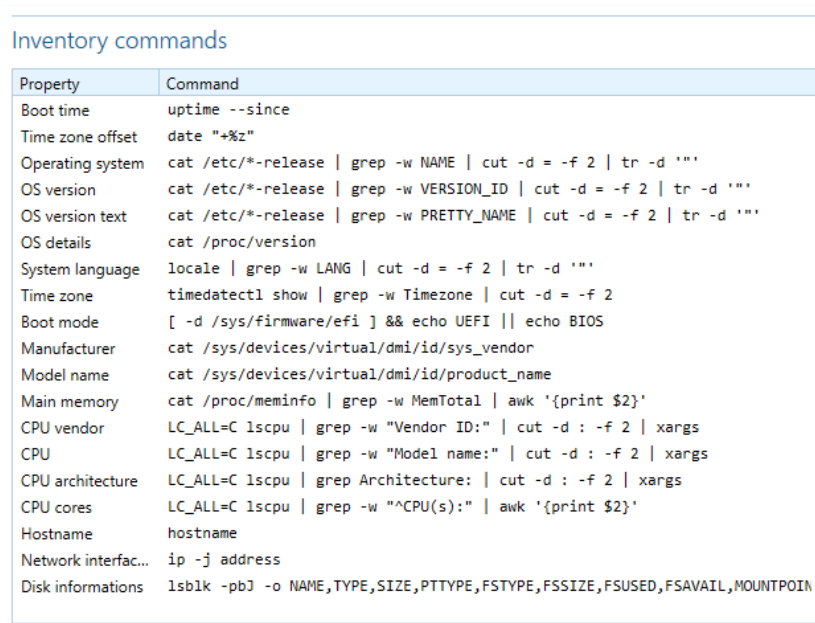 Inventory commands
Property Command
Boot time uptime --since
Time zone offset date "+%z"
Operating system cat /etc/*-release | grep -w NAME | cut -d = -f 2 | tr -d '"'
OS version cat /etc/*-release | grep -w VERSION_ID | cut -d = -f 2 | tr -d '"'
OS version text cat /etc/*-release | grep -w PRETTY_NAME | cut -d = -f 2 | tr -d '"'
OS details cat /proc/version
System language locale | grep -w LANG | cut -d = -f 2 | tr -d '"'
Time zone timedatectl show | grep -w Timezone | cut -d = -f 2
Boot mode [ -d /sys/firmware/efi ] && echo UEFI || echo BIOS
Manufacturer cat /sys/devices/virtual/dmi/id/sys_vendor
Model name cat /sys/devices/virtual/dmi/id/product_name
Main memory cat /proc/meminfo | grep -w MemTotal | awk '{print $2}'
CPU vendor LC_ALL=C lscpu | grep -w "Vendor ID:" | cut -d : -f 2 | xargs
CPU LC_ALL=C lscpu | grep -w "Model name:" | cut -d : -f 2 | xargs
CPU architecture LC_ALL=C lscpu | grep Architecture: | cut -d : -f 2 | xargs
CPU cores LC_ALL=C lscpu | grep -w "^CPU(s):" | awk '{print $2}'
Hostname hostname
Network interfac... ip -j address
Disk informations lsblk -pbJ -o NAME,TYPE,SIZE,PTTYPE,FSTYPE,FSSIZE,FSUSED,FSAVAIL,MOUNTPOIN